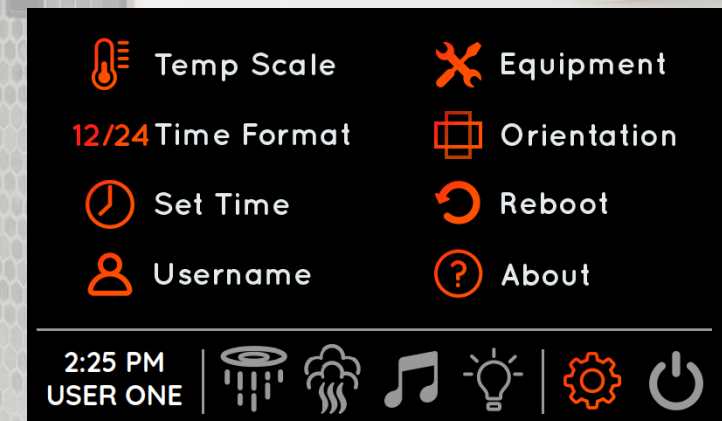 Temp Scale
Equipment
12/24 Time Format
Orientation
Set Time
Reboot
Username
? About
2:25 PM
USER ONE